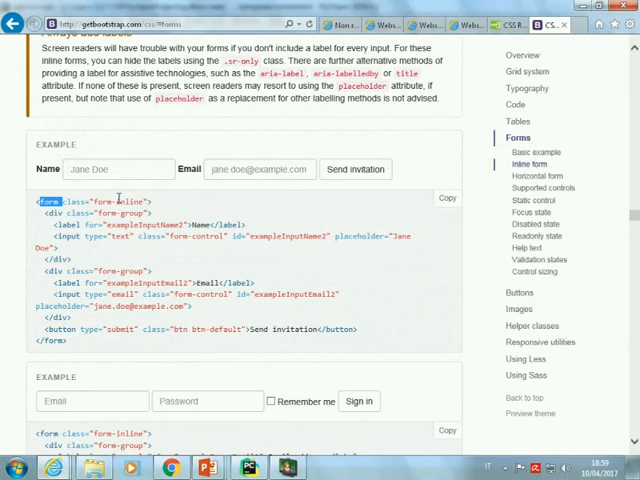 http://getbootstrap.com/css/#forms
Non r
Webs...
Webs...
Webs...
CSS R...
CSS ...
Always add labels
Screen readers will have trouble with your forms if you don't include a label for every input. For these
inline forms, you can hide the labels using the .sr-only class. There are further alternative methods of
providing a label for assistive technologies, such as the aria-label, aria-labelledby or title
attribute. If none of these is present, screen readers may resort to using the placeholder attribute, if
present, but note that use of placeholder as a replacement for other labelling methods is not advised.
EXAMPLE
Name Jane Doe Email jane.doe@example.com Send invitation
Copy
<form class="form-inline">
<div class="form-group">
<label for="exampleInputName2">Name</label>
<input type="text" class="form-control" id="exampleInputName2" placeholder="Jane
Doe">
</div>
<div class="form-group">
<label for="exampleInputEmail2">Email</label>
<input type="email" class="form-control" id="exampleInputEmail2"
placeholder="jane.doe@example.com">
</div>
<button type="submit" class="btn btn-default">Send invitation</button>
</form>
EXAMPLE
Email Password Remember me Sign in
Copy
<form class="form-inline">
<div class="form-group">
Overview
Grid system
Typography
Code
Tables
Forms
Basic example
Inline form
Horizontal form
Supported controls
Static control
Focus state
Disabled state
Readonly state
Help text
Validation states
Control sizing
Buttons
Images
Helper classes
Responsive utilities
Using Less
Using Sass
Back to top
Preview theme
IT
18:59
10/04/2017